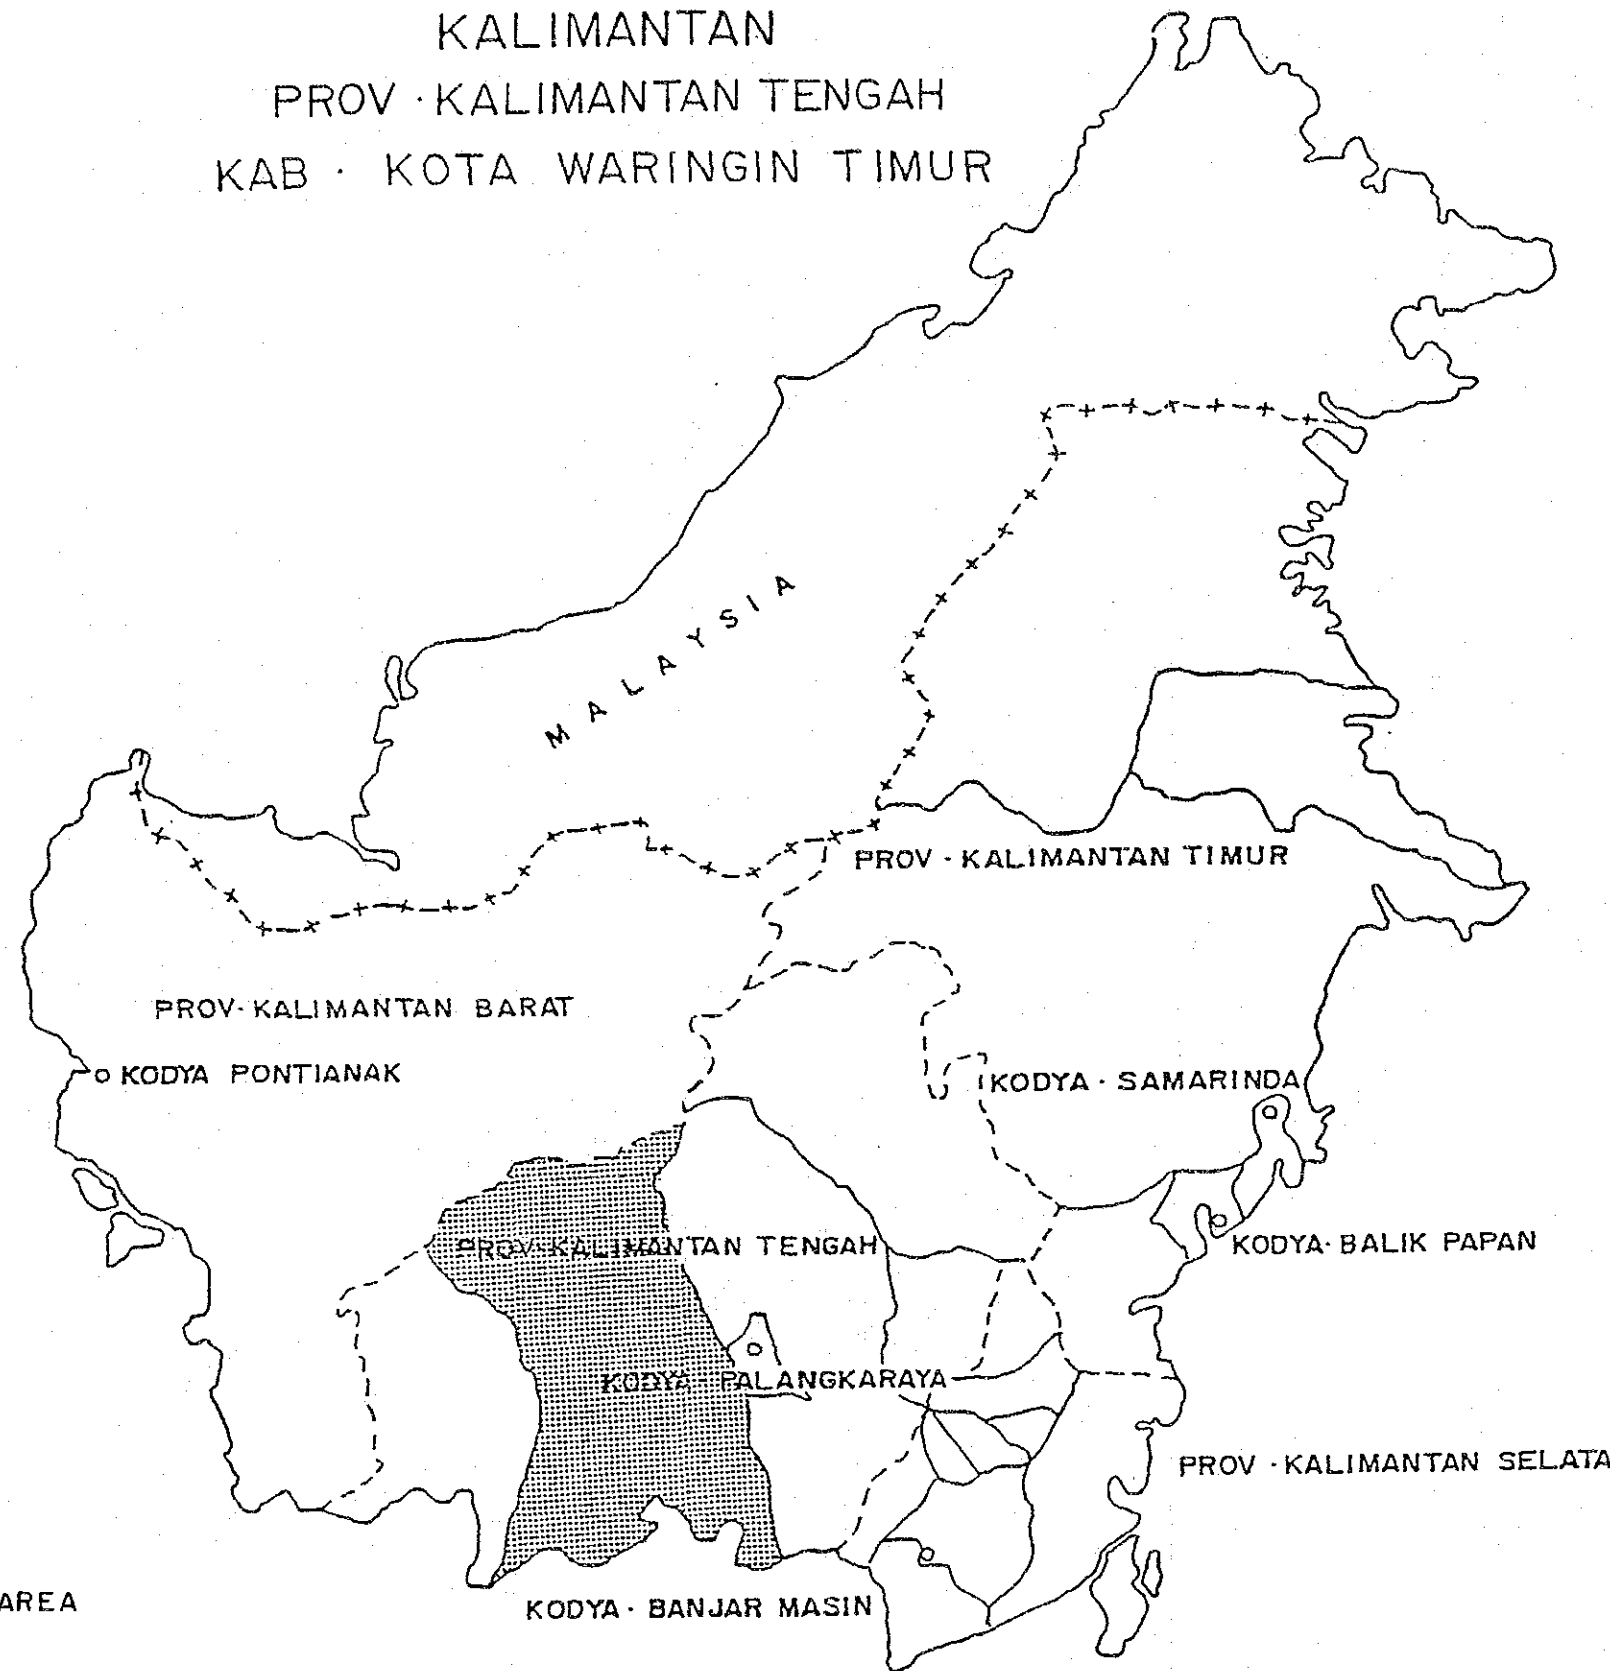 KALIMANTAN
PROV · KALIMANTAN TENGAH
KAB · KOTA WARINGIN TIMUR
MALAYSIA
PROV · KALIMANTAN TIMUR
PROV · KALIMANTAN BARAT
KODYA PONTIANAK
KODYA · SAMARINDA
PROV · KALIMANTAN TENGAH
KODYA · BALIK PAPAN
KODYA · PALANGKARAYA
PROV · KALIMANTAN SELATA
AREA
KODYA · BANJAR MASIN